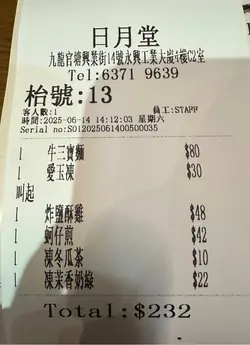 日月堂
九龍官塘興業街14號永興工業大廈4樓C2室
Tel:6371 9639
枱號:13
客人數:1 員工:STAFF
時間:2025-06-14 14:12:03 星期六
Serial no:S012025061400500035
1 牛三寶麵 $80
1 愛玉凍 $30
叫起
1 炸鹽酥雞 $48
1 蚵仔煎 $42
1 凍冬瓜茶 $10
1 凍茉香奶綠 $22
Total:$232